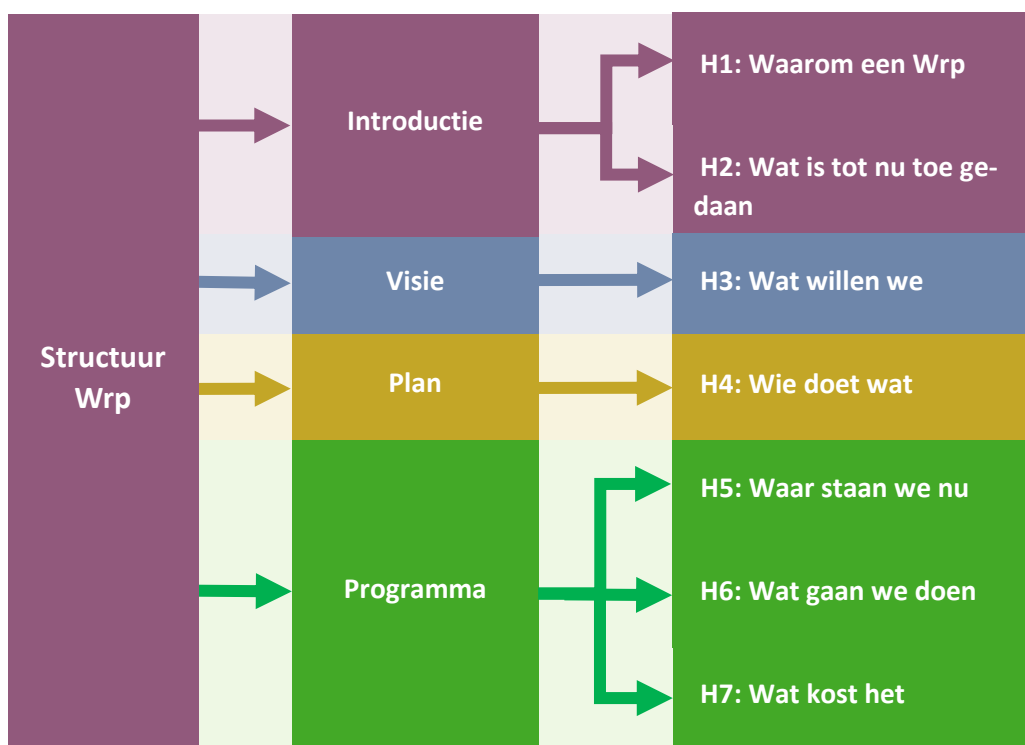 Structuur
Wrp
Introductie
H1: Waarom een Wrp
H2: Wat is tot nu toe ge-
daan
Visie
H3: Wat willen we
Plan
H4: Wie doet wat
Programma
H5: Waar staan we nu
H6: Wat gaan we doen
H7: Wat kost het